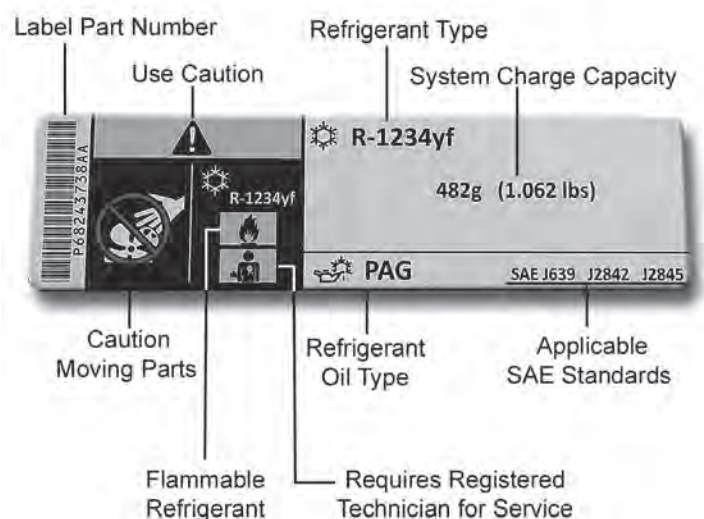 Label Part Number
Refrigerant Type
Use Caution
System Charge Capacity
P68243738AA
R-1234yf
R-1234yf
482g (1.062 lbs)
PAG
SAE J639 J2842 J2845
Caution
Moving Parts
Refrigerant
Oil Type
Applicable
SAE Standards
Flammable
Refrigerant
Requires Registered
Technician for Service